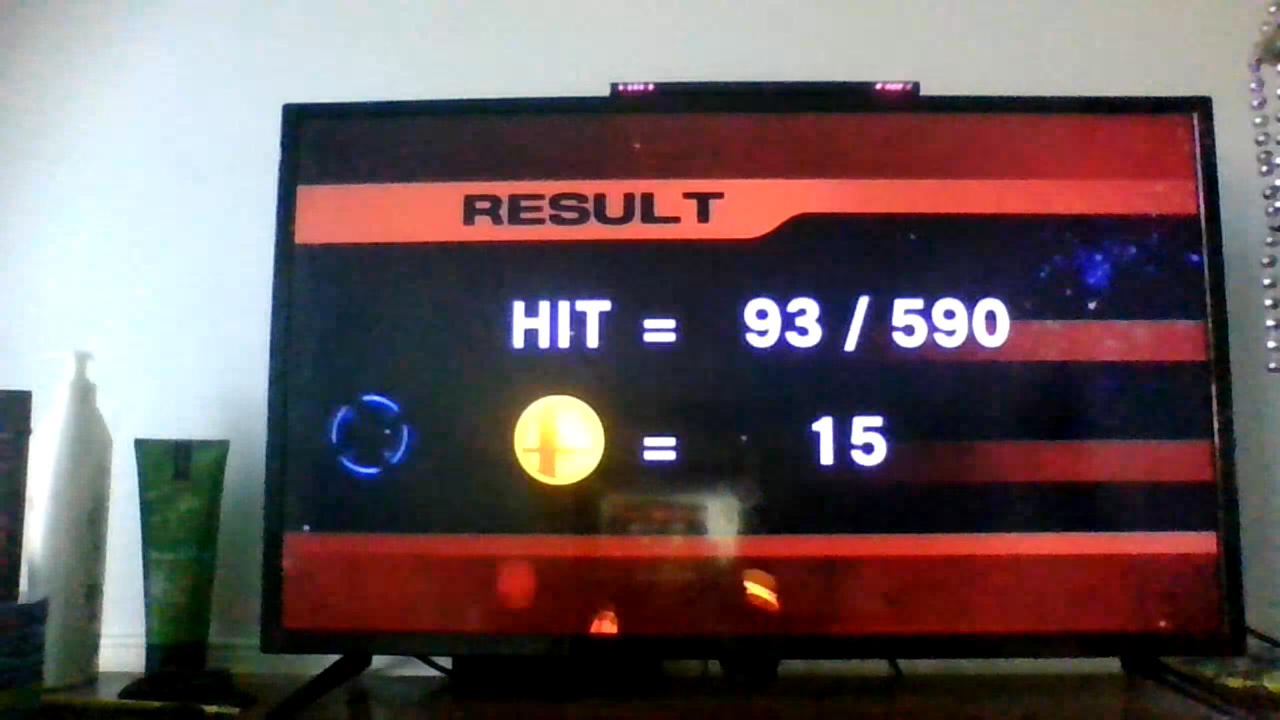 RESULT
HIT = 93 / 590
= 15